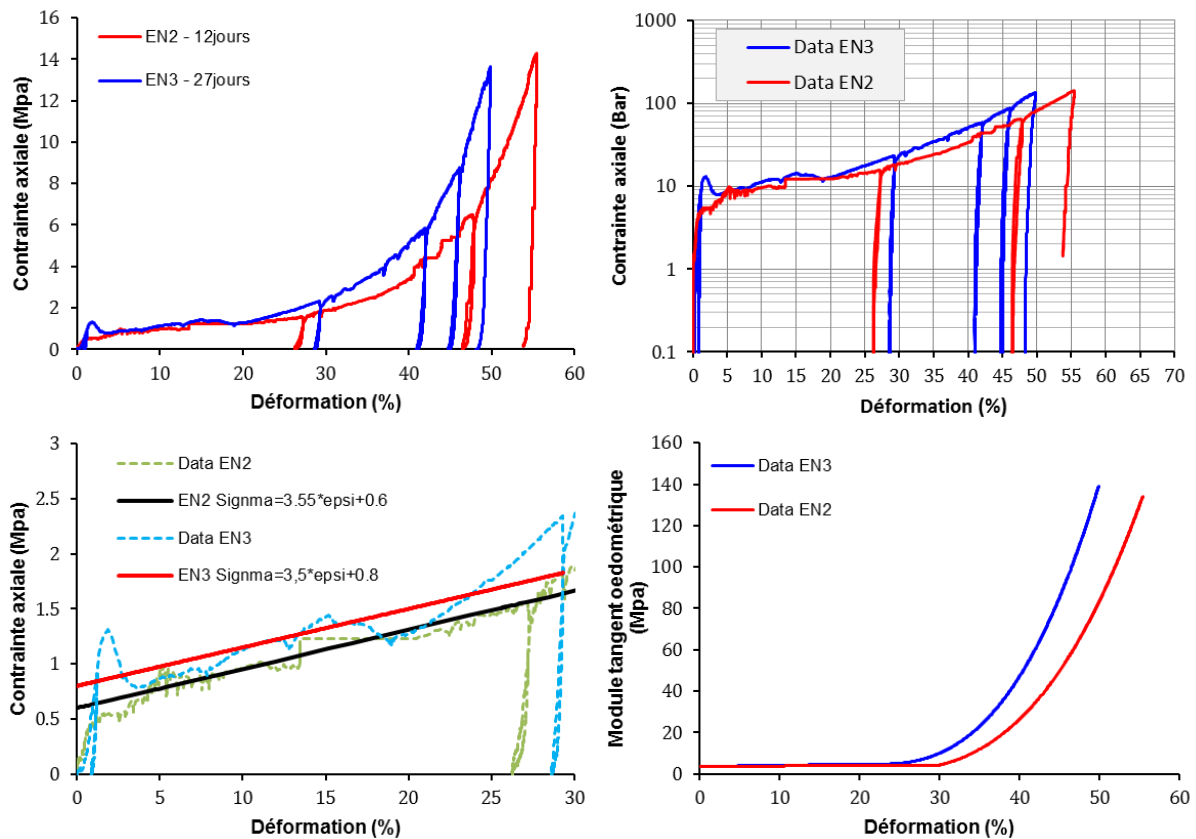 16
14
12
10
8
6
4
2
0
Contrainte axiale (Mpa)
EN2 - 12jours
EN3 - 27jours
0 10 20 30 40 50 60
Déformation (%)
1000
100
10
1
0.1
Contrainte axiale (Bar)
Data EN3
Data EN2
0 5 10 15 20 25 30 35 40 45 50 55 60 65 70
Déformation (%)
3
2.5
2
1.5
1
0.5
0
Contrainte axiale (Mpa)
Data EN2
EN2 Signma=3.55*epsi+0.6
Data EN3
EN3 Signma=3,5*epsi+0.8
0 5 10 15 20 25 30
Déformation (%)
160
140
120
100
80
60
40
20
0
Module tangent oedométrique
(Mpa)
Data EN3
Data EN2
0 10 20 30 40 50 60
Déformation (%)